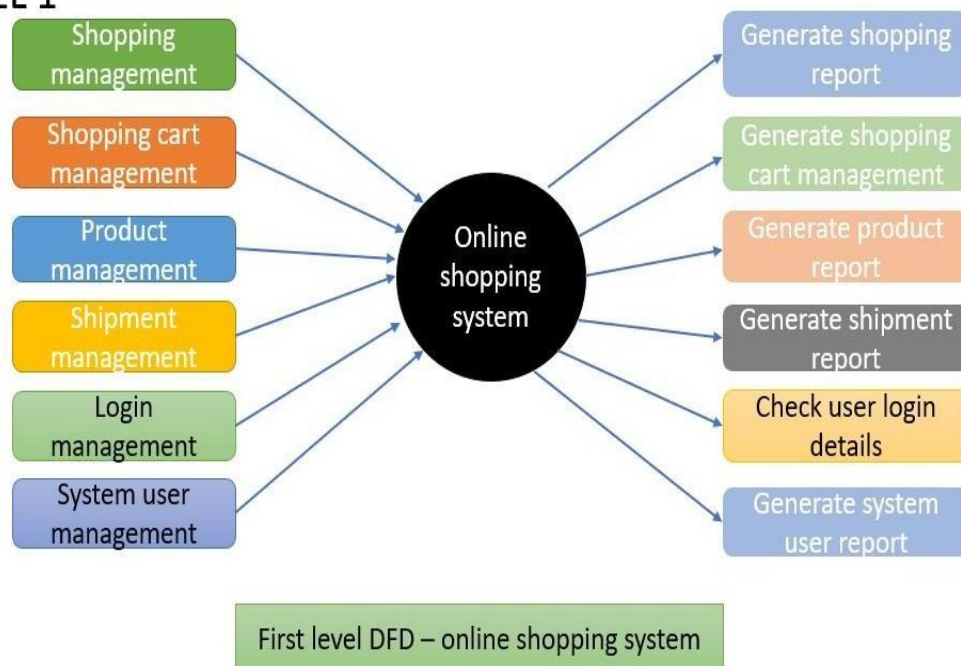 Shopping
management
Shopping cart
management
Product
management
Shipment
management
Login
management
System user
management
Online
shopping
system
Generate shopping
report
Generate shopping
cart management
Generate product
report
Generate shipment
report
Check user login
details
Generate system
user report
First level DFD – online shopping system